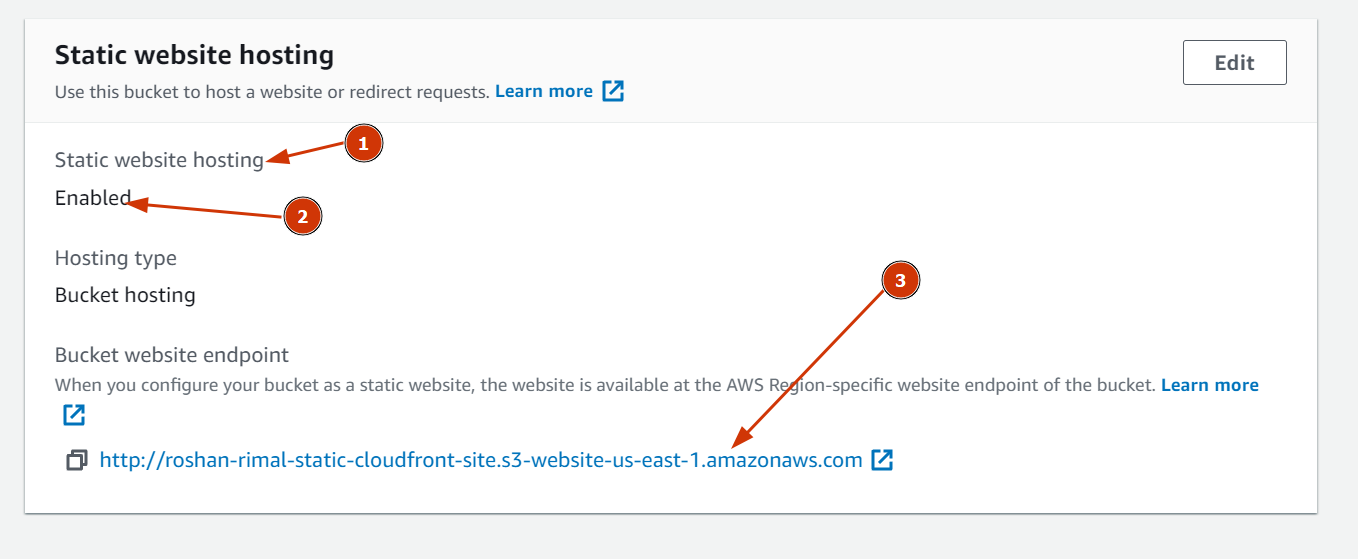 Static website hosting
Edit
Use this bucket to host a website or redirect requests. Learn more
1
Static website hosting
Enabled
2
Hosting type
3
Bucket hosting
Bucket website endpoint
When you configure your bucket as a static website, the website is available at the AWS Region-specific website endpoint of the bucket. Learn more
http://roshan-rimal-static-cloudfront-site.s3-website-us-east-1.amazonaws.com